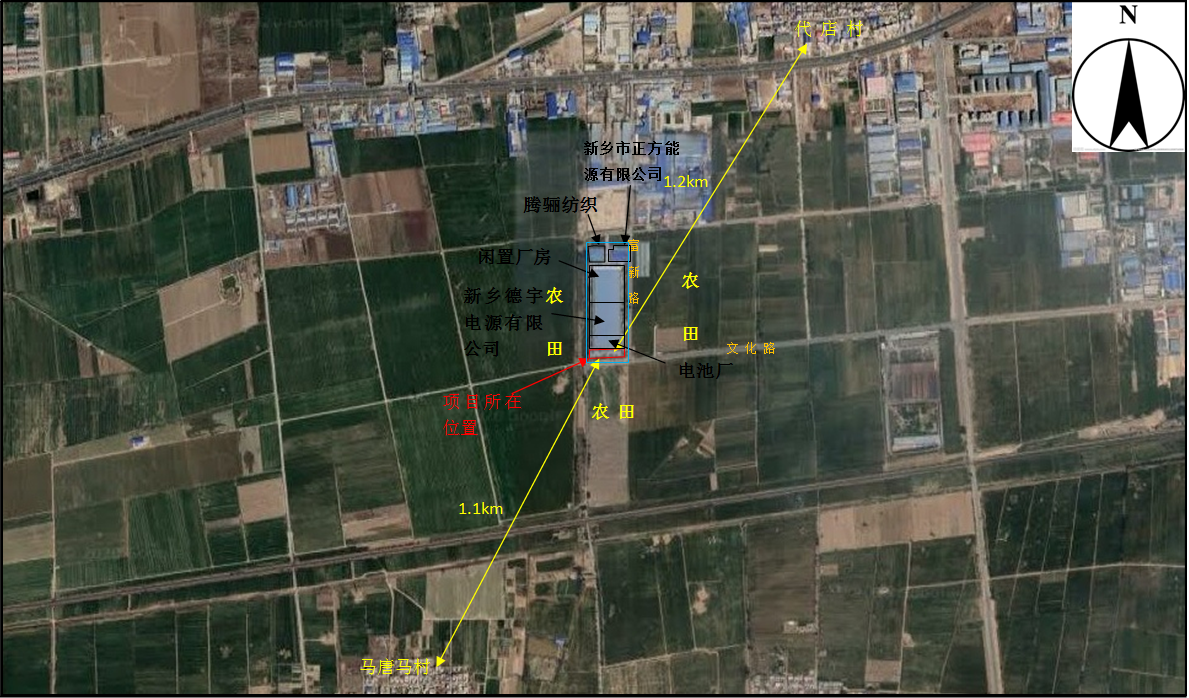 N
代店村
新乡市正方能
源有限公司
1.2km
腾骊纺织
富新路
闲置厂房
农田
新乡德宇
电源有限
公司
农田
文化路
电池厂
项目所在
位置
农田
1.1km
马唐马村